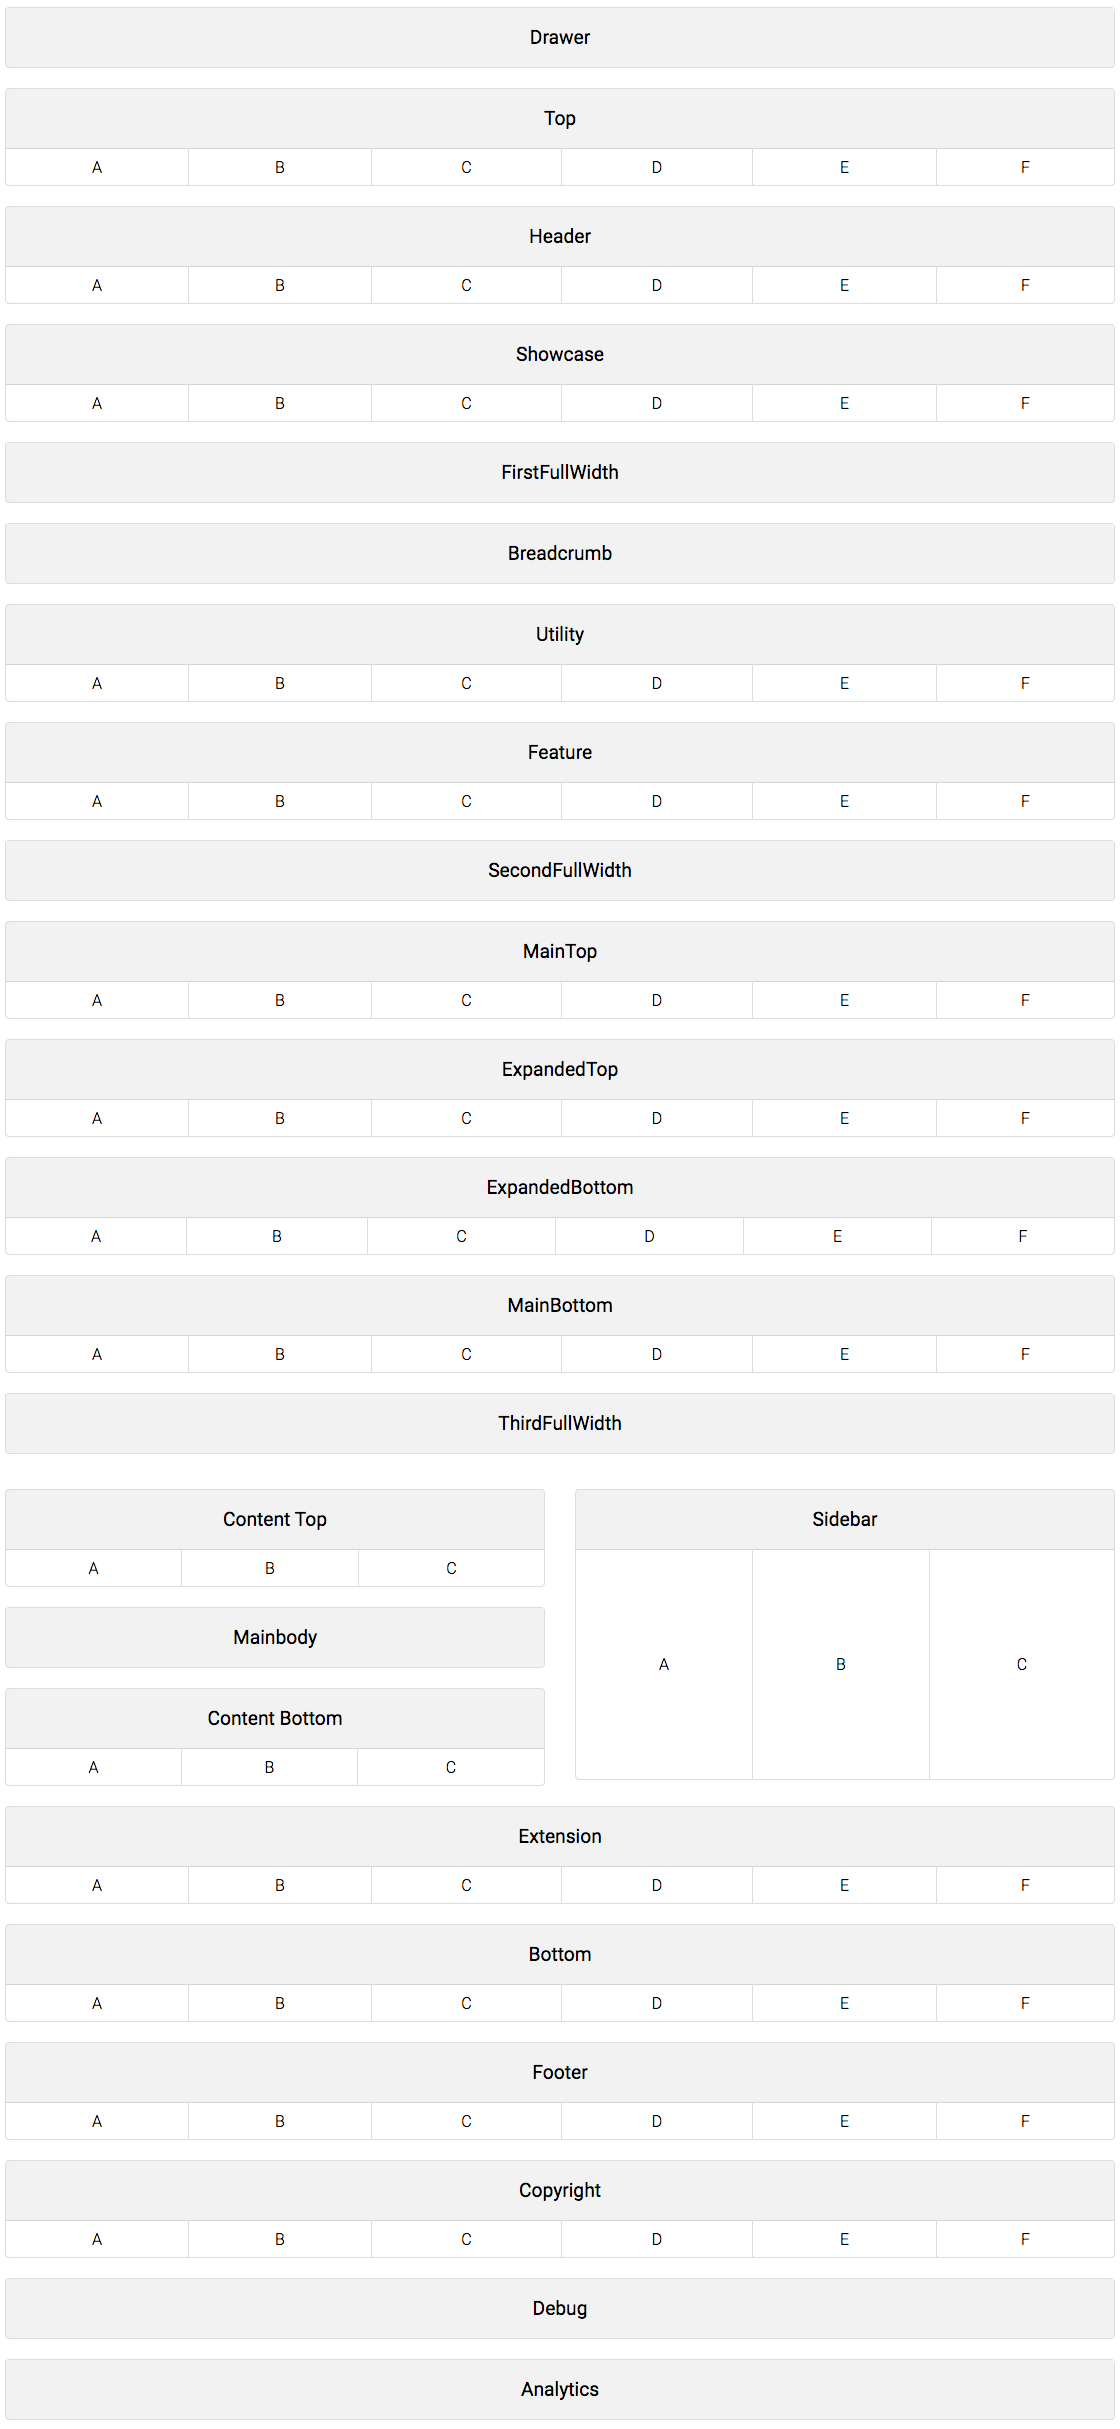 Drawer
Top
A B C D E F
Header
A B C D E F
Showcase
A B C D E F
FirstFullWidth
Breadcrumb
Utility
A B C D E F
Feature
A B C D E F
SecondFullWidth
MainTop
A B C D E F
ExpandedTop
A B C D E F
ExpandedBottom
A B C D E F
MainBottom
A B C D E F
ThirdFullWidth
Content Top
A B C
Mainbody
Content Bottom
A B C
Sidebar
A B C
Extension
A B C D E F
Bottom
A B C D E F
Footer
A B C D E F
Copyright
A B C D E F
Debug
Analytics